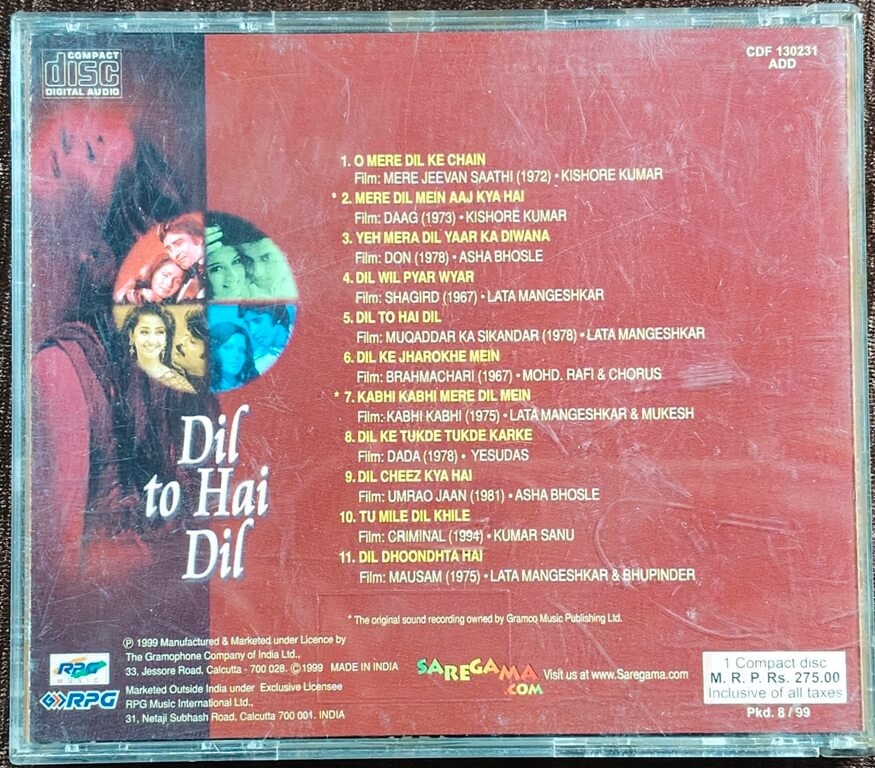 COMPACT
disc
DIGITAL AUDIO
CDF 130231
ADD
1. O MERE DIL KE CHAIN
Film: MERE JEEVAN SAATHI (1972) • KISHORE KUMAR
* 2. MERE DIL MEIN AAJ KYA HAI
Film: DAAG (1973) • KISHORE KUMAR
3. YEH MERA DIL YAAR KA DIWANA
Film: DON (1978) • ASHA BHOSLE
4. DIL WIL PYAR WYAR
Film: SHAGIRD (1967) • LATA MANGESHKAR
5. DIL TO HAI DIL
Film: MUQADDAR KA SIKANDAR (1978) • LATA MANGESHKAR
6. DIL KE JHAROKHE MEIN
Film: BRAHMACHARI (1967) • MOHD. RAFI & CHORUS
* 7. KABHI KABHI MERE DIL MEIN
Film: KABHI KABHI (1975) • LATA MANGESHKAR & MUKESH
8. DIL KE TUKDE TUKDE KARKE
Film: DADA (1978) • YESUDAS
9. DIL CHEEZ KYA HAI
Film: UMRAO JAAN (1981) • ASHA BHOSLE
10. TU MILE DIL KHILE
Film: CRIMINAL (1994) • KUMAR SANU
11. DIL DHOONDHTA HAI
Film: MAUSAM (1975) • LATA MANGESHKAR & BHUPINDER
Dil
to Hai
Dil
* The original sound recording owned by Gramco Music Publishing Ltd.
℗ 1999 Manufactured & Marketed under Licence by
The Gramophone Company of India Ltd.,
33, Jessore Road, Calcutta - 700 028. © 1999 MADE IN INDIA
Marketed Outside India under Exclusive Licensee
RPG Music International Ltd.,
31, Netaji Subhash Road, Calcutta 700 001. INDIA
RPG
MUSIC
RPG
SAREGAMA
.COM
Visit us at www.Saregama.com
1 Compact disc
M. R. P. Rs. 275.00
Inclusive of all taxes
Pkd. 8 / 99